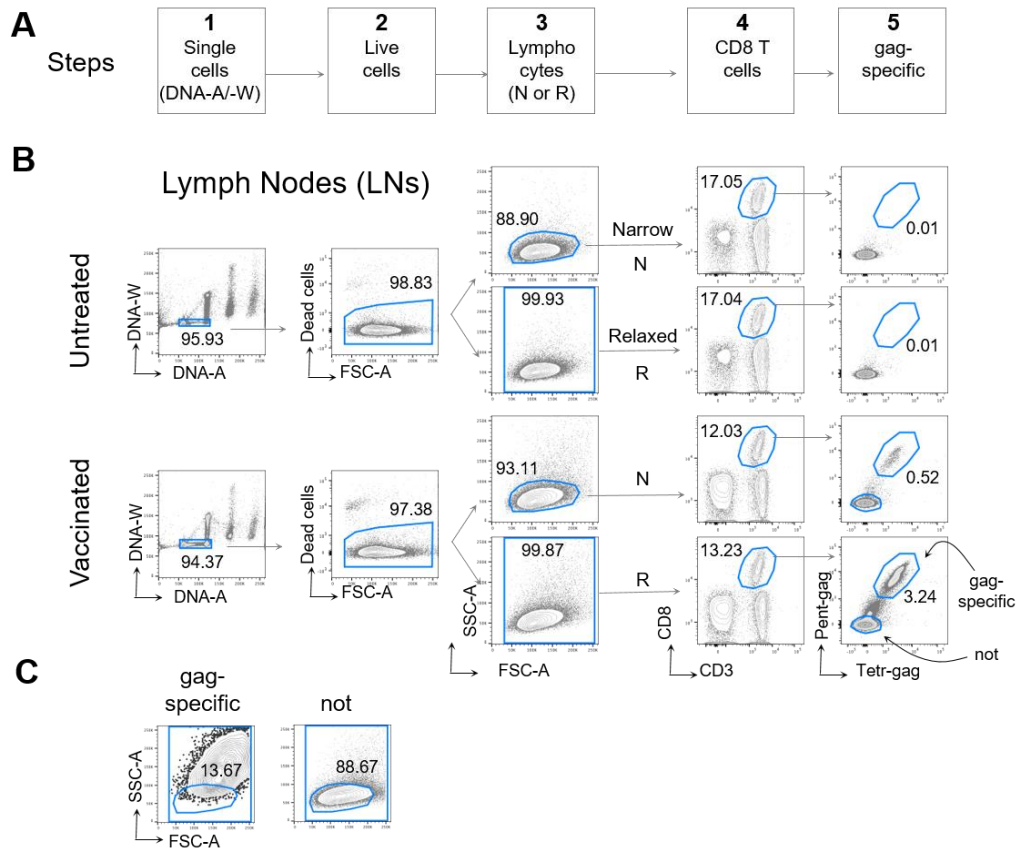 A
Steps
1
Single
cells
(DNA-A/-W)
2
Live
cells
3
Lympho
cytes
(N or R)
4
CD8 T
cells
5
gag-
specific
B
Lymph Nodes (LNs)
Untreated
DNA-W
95.93
DNA-A
Dead cells
98.83
FSC-A
88.90
Narrow
N
17.05
0.01
99.93
Relaxed
R
17.04
0.01
Vaccinated
DNA-W
94.37
DNA-A
Dead cells
97.38
FSC-A
93.11
N
12.03
0.52
99.87
R
13.23
3.24
gag-
specific
not
SSC-A
FSC-A
CD8
CD3
Pent-gag
Tetr-gag
C
gag-
specific
not
SSC-A
13.67
88.67
FSC-A